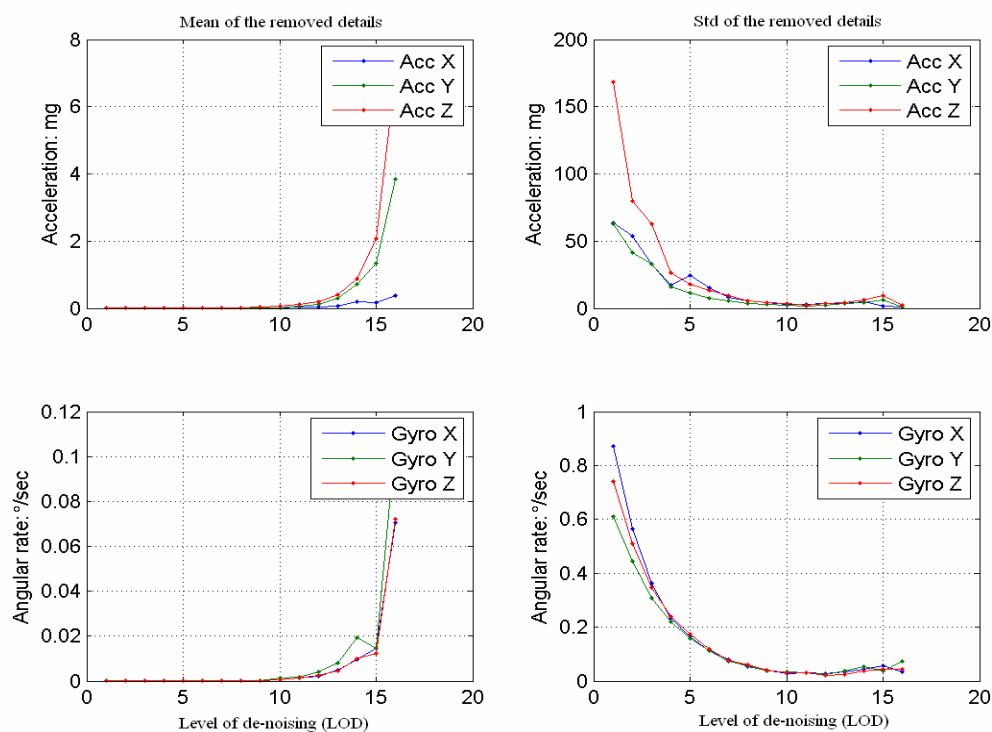 Mean of the removed details
Std of the removed details
8
6
4
2
0
Acceleration: mg
Acc X
Acc Y
Acc Z
0 5 10 15 20
200
150
100
50
0
Acceleration: mg
Acc X
Acc Y
Acc Z
0 5 10 15 20
0.12
0.1
0.08
0.06
0.04
0.02
0
Angular rate: °/sec
Gyro X
Gyro Y
Gyro Z
0 5 10 15 20
Level of de-noising (LOD)
1
0.8
0.6
0.4
0.2
0
Angular rate: °/sec
Gyro X
Gyro Y
Gyro Z
0 5 10 15 20
Level of de-noising (LOD)